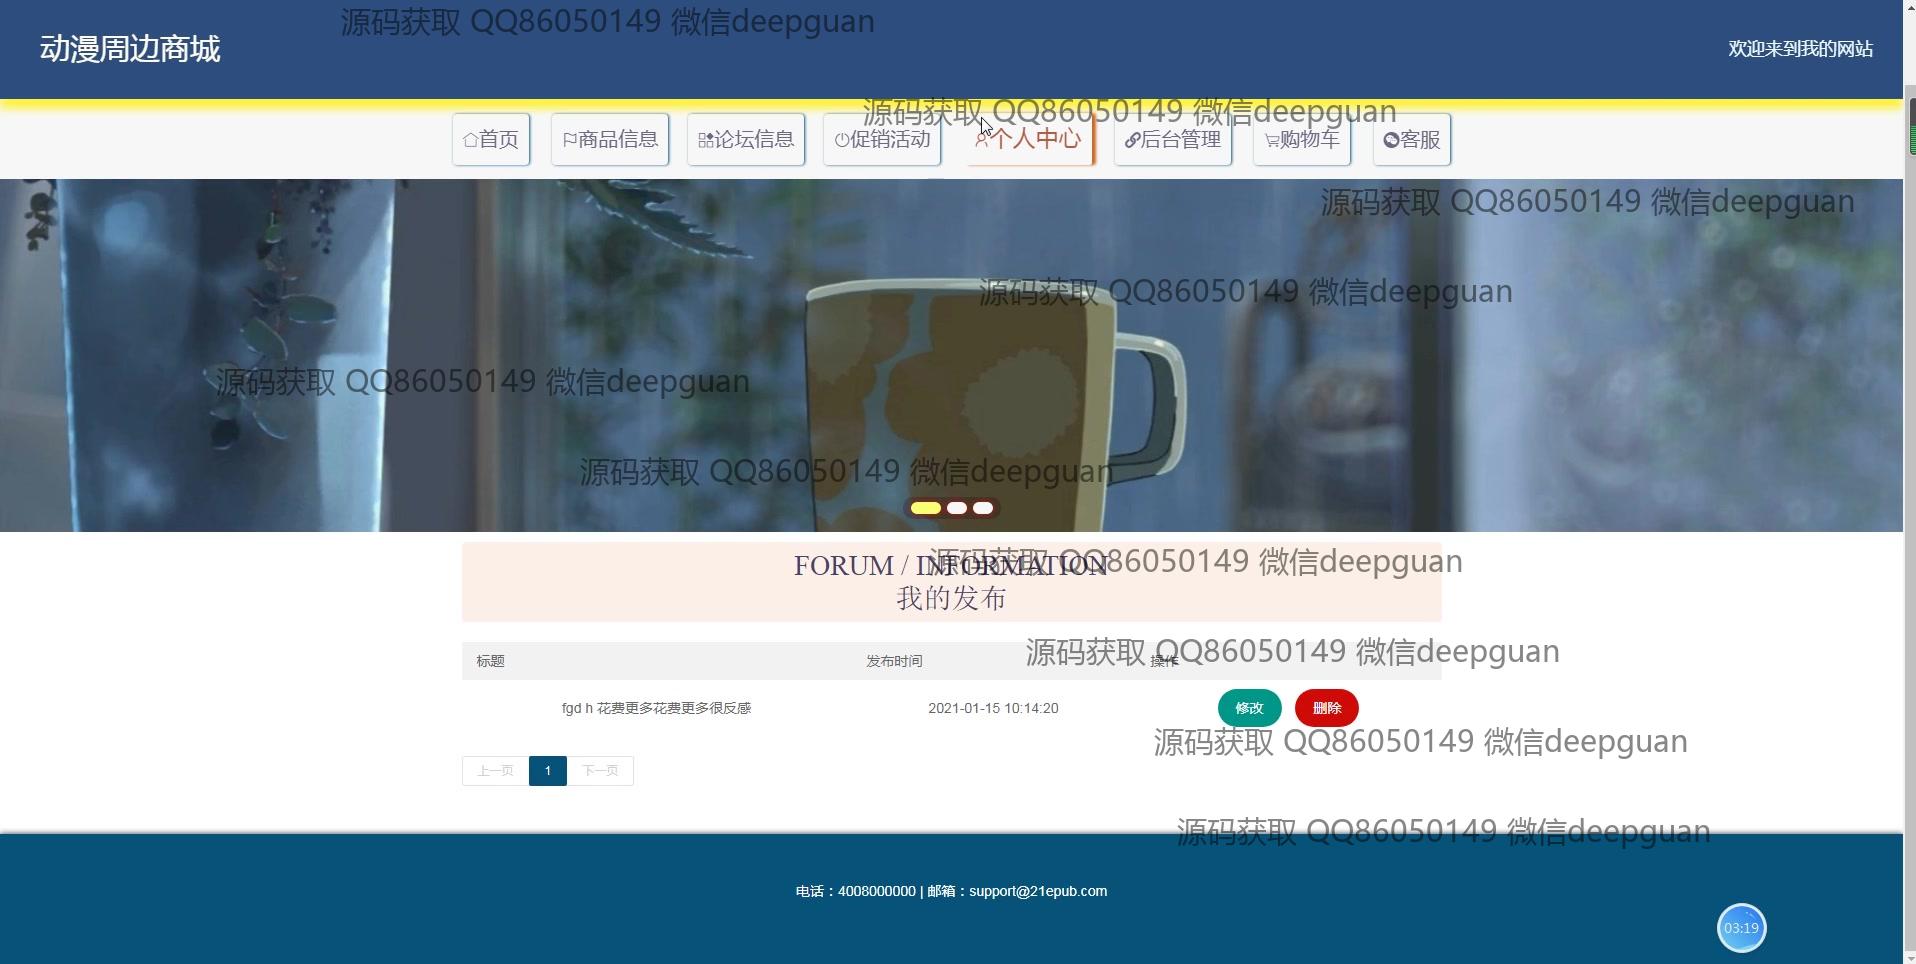 源码获取 QQ86050149 微信deepguan
动漫周边商城
欢迎来到我的网站
源码获取 QQ86050149 微信deepguan
首页 商品信息 论坛信息 促销活动 个人中心 后台管理 购物车 客服
源码获取 QQ86050149 微信deepguan
源码获取 QQ86050149 微信deepguan
源码获取 QQ86050149 微信deepguan
源码获取 QQ86050149 微信deepguan
源码获取 QQ86050149 微信deepguan
FORUM / INFORMATION
我的发布
源码获取 QQ86050149 微信deepguan
标题 发布时间 操作
fgd h 花费更多花费更多很反感 2021-01-15 10:14:20 修改 删除
源码获取 QQ86050149 微信deepguan
上一页 1 下一页
源码获取 QQ86050149 微信deepguan
电话：4008000000 | 邮箱：support@21epub.com
03:19